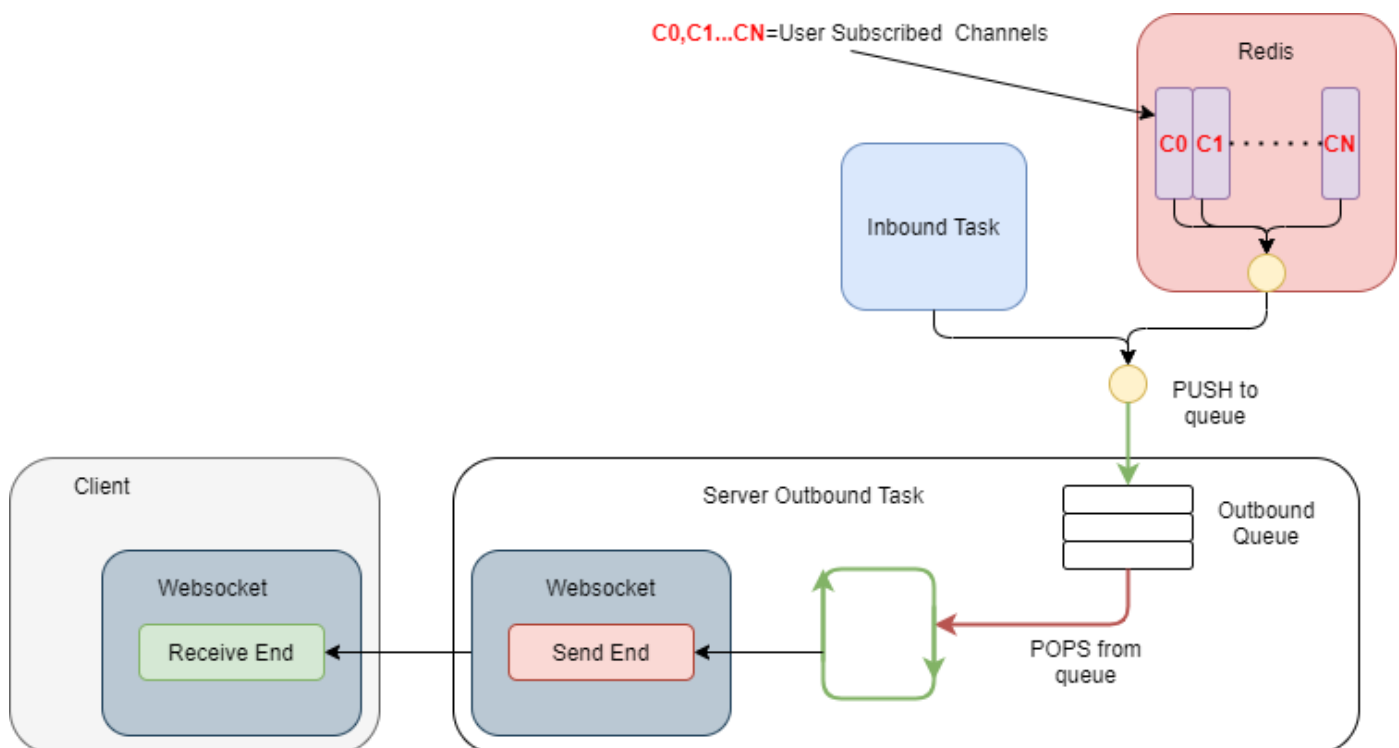 C0,C1...CN=User Subscribed Channels
Redis
C0
C1
CN
Inbound Task
PUSH to
queue
Client
Server Outbound Task
Outbound
Queue
Websocket
Websocket
Receive End
Send End
POPS from
queue